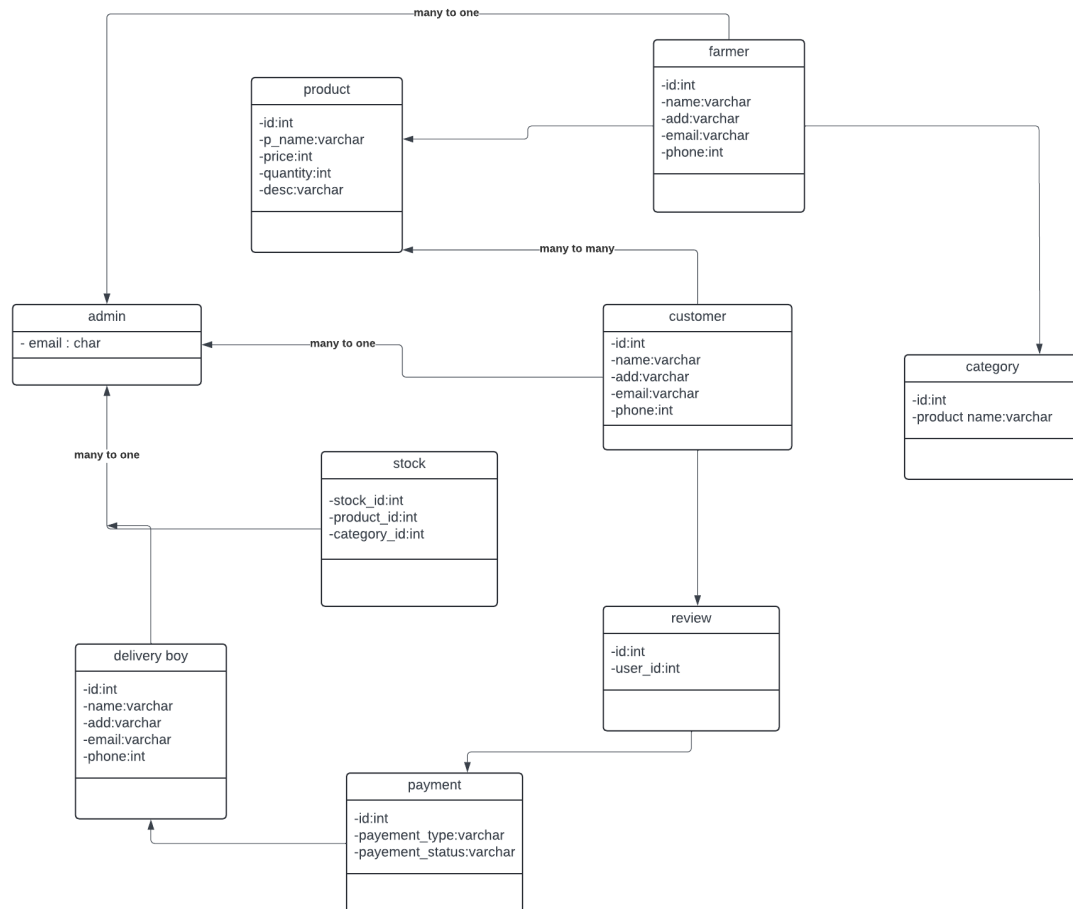 many to one
farmer
-id:int
-name:varchar
-add:varchar
-email:varchar
-phone:int
product
-id:int
-p_name:varchar
-price:int
-quantity:int
-desc:varchar
many to many
admin
- email : char
many to one
customer
-id:int
-name:varchar
-add:varchar
-email:varchar
-phone:int
category
-id:int
-product name:varchar
many to one
stock
-stock_id:int
-product_id:int
-category_id:int
review
-id:int
-user_id:int
delivery boy
-id:int
-name:varchar
-add:varchar
-email:varchar
-phone:int
payment
-id:int
-payement_type:varchar
-payement_status:varchar